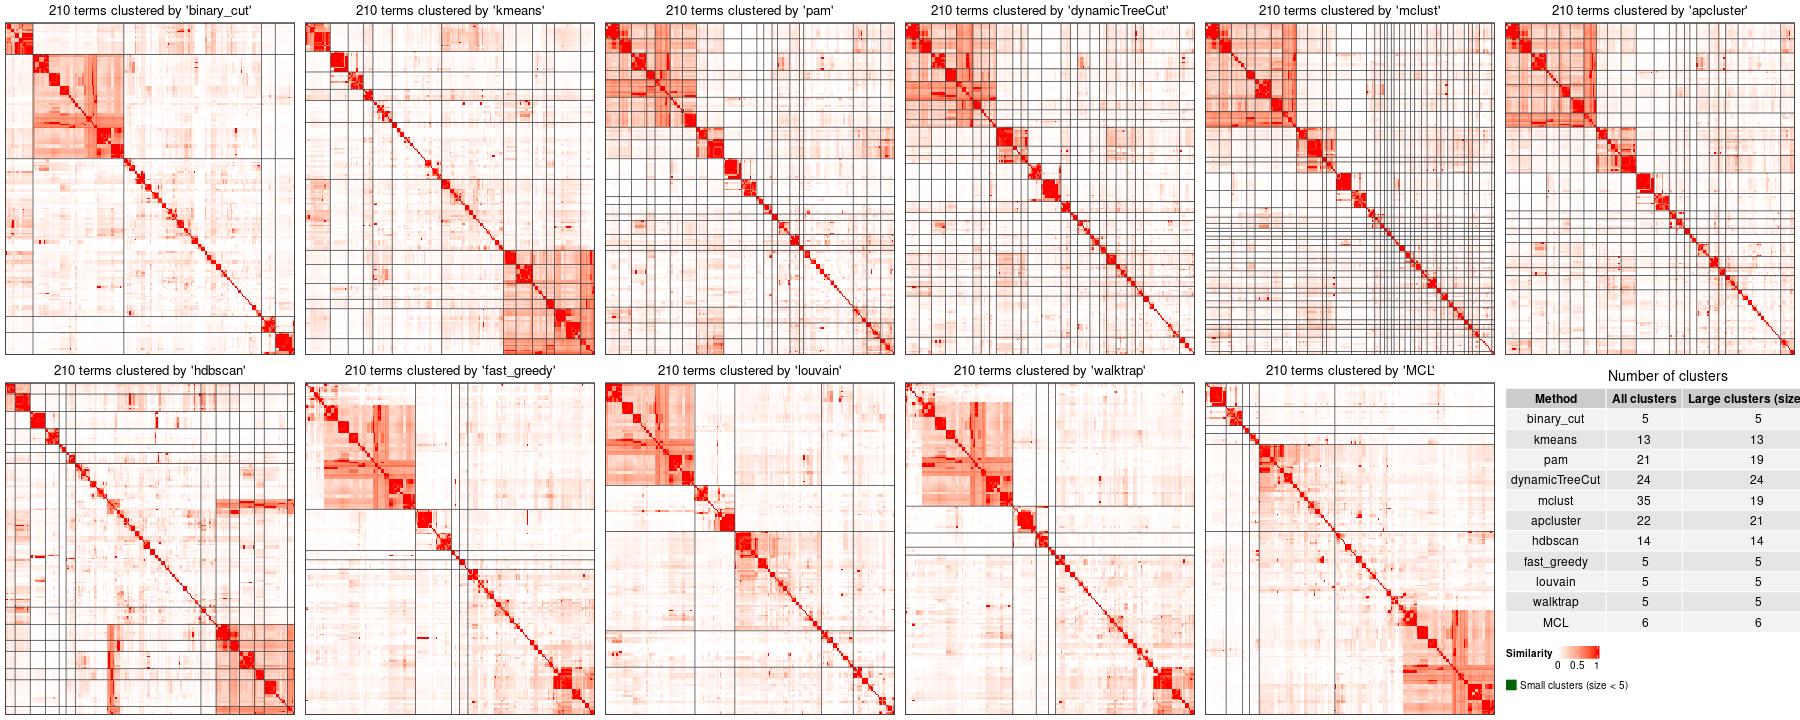 210 terms clustered by 'binary_cut'
210 terms clustered by 'kmeans'
210 terms clustered by 'pam'
210 terms clustered by 'dynamicTreeCut'
210 terms clustered by 'mclust'
210 terms clustered by 'apcluster'
210 terms clustered by 'hdbscan'
210 terms clustered by 'fast_greedy'
210 terms clustered by 'louvain'
210 terms clustered by 'walktrap'
210 terms clustered by 'MCL'
Number of clusters
Method All clusters Large clusters (size
binary_cut 5 5
kmeans 13 13
pam 21 19
dynamicTreeCut 24 24
mclust 35 19
apcluster 22 21
hdbscan 14 14
fast_greedy 5 5
louvain 5 5
walktrap 5 5
MCL 6 6
Similarity
0 0.5 1
Small clusters (size < 5)